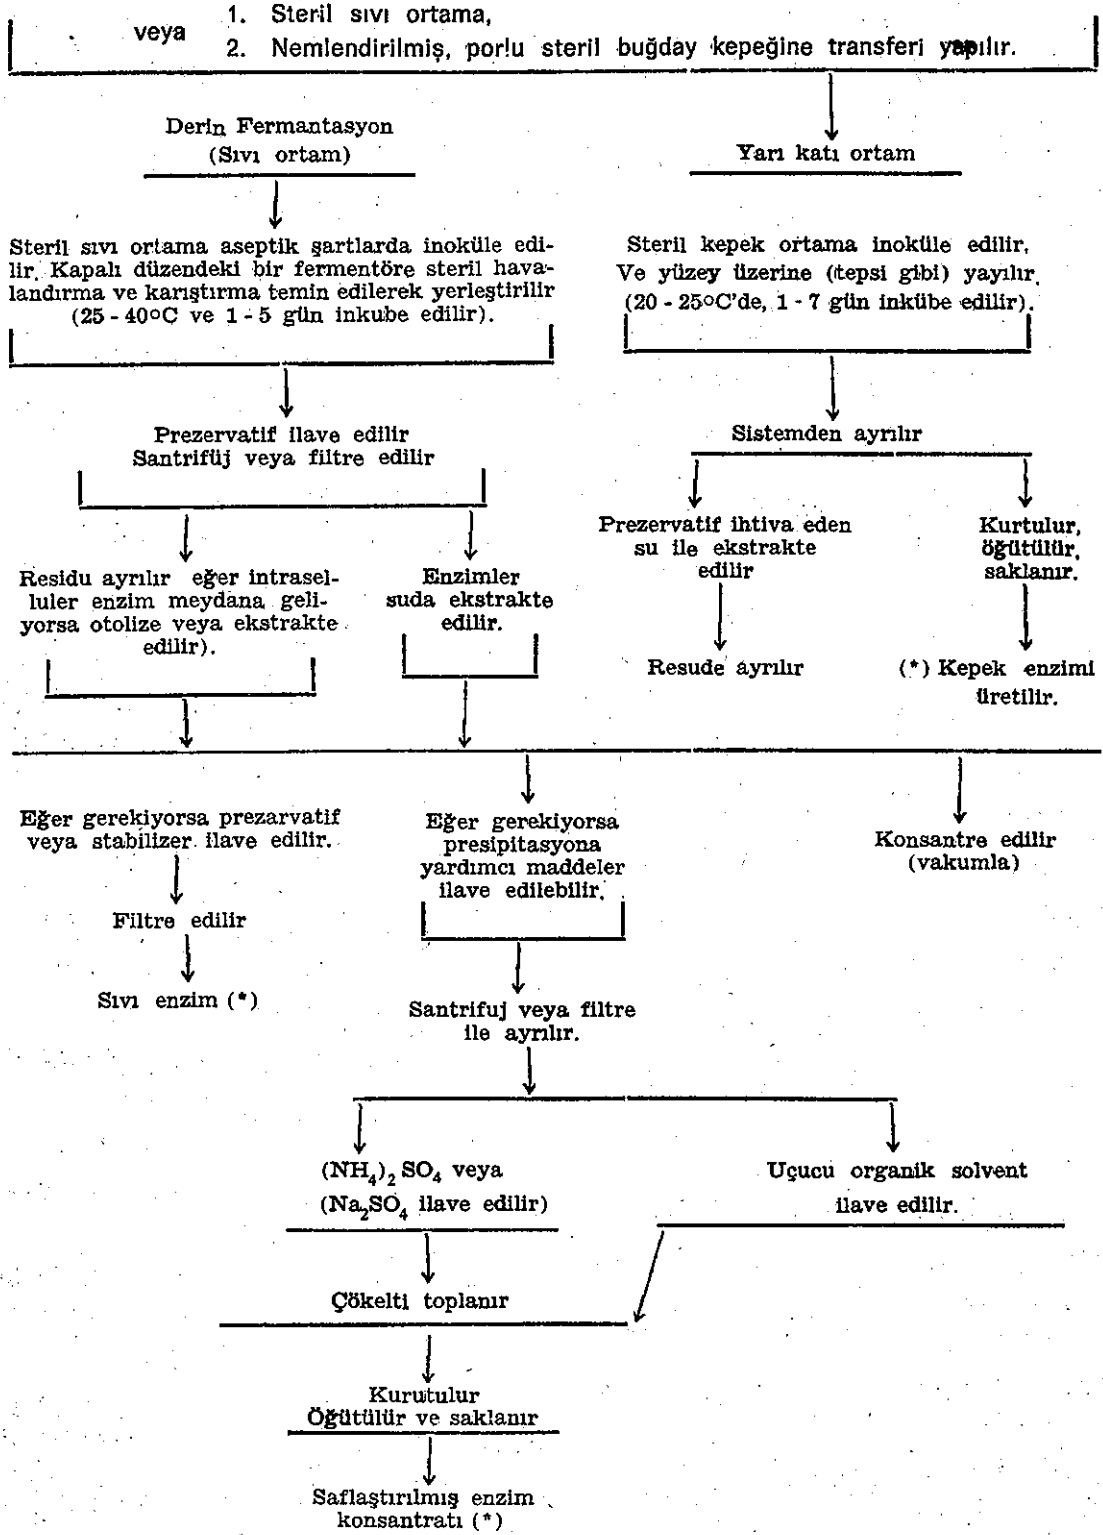 1. Steril sıvı ortama,
veya
2. Nemlendirilmiş, porlu steril buğday kepeğine transferi yapılır.
Derin Fermantasyon
(Sıvı ortam)
Steril sıvı ortama aseptik şartlarda inoküle edi-
lir. Kapalı düzendeki bir fermentöre steril hava-
landırma ve karıştırma temin edilerek yerleştirilir
(25 - 40°C ve 1 - 5 gün inkube edilir).
Yarı katı ortam
Steril kepek ortama inoküle edilir.
Ve yüzey üzerine (tepsi gibi) yayılır.
(20 - 25°C'de, 1 - 7 gün inkübe edilir).
Prezervatif ilave edilir
Santrifüj veya filtre edilir
Sistemden ayrılır
Residu ayrılır eğer intrasel-
luler enzim meydana geli-
yorsa otolize veya ekstrakte
edilir).
Enzimler
suda ekstrakte
edilir.
Prezervatif ihtiva eden
su ile ekstrakte
edilir
Kurtulur,
öğütülür,
saklanır.
Resude ayrılır
(*) Kepek enzimi
üretilir.
Eğer gerekiyorsa prezarvatif
veya stabilizer ilave edilir.
Filtre edilir
Sıvı enzim (*)
Eğer gerekiyorsa
presipitasyona
yardımcı maddeler
ilave edilebilir.
Konsantre edilir
(vakumla)
Santrifuj veya filtre
ile ayrılır.
(NH₄)₂ SO₄ veya
(Na₂SO₄ ilave edilir)
Uçucu organik solvent
ilave edilir.
Çökelti toplanır
Kurutulur
Öğütülür ve saklanır
Saflaştırılmış enzim
konsantratı (*)